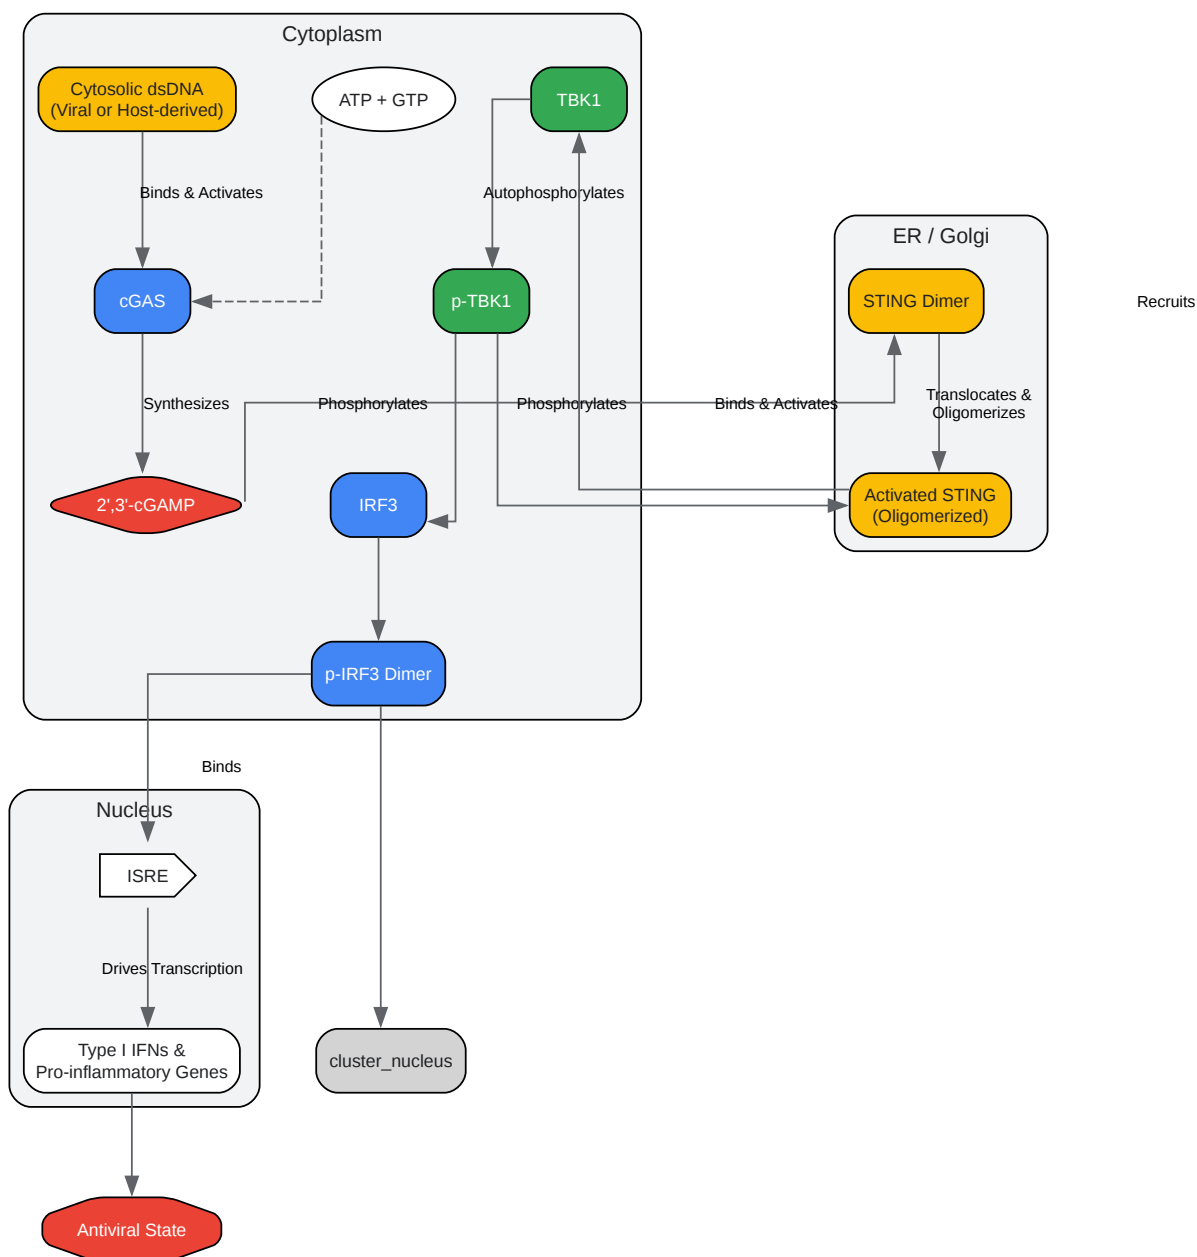 Cytoplasm
Cytosolic dsDNA
(Viral or Host-derived)
ATP + GTP
TBK1
Binds & Activates
Autophosphorylates
ER / Golgi
cGAS
p-TBK1
STING Dimer
Recruits
Synthesizes
Phosphorylates
Phosphorylates
Binds & Activates
Translocates &
Oligomerizes
2',3'-cGAMP
IRF3
Activated STING
(Oligomerized)
p-IRF3 Dimer
Binds
Nucleus
ISRE
Drives Transcription
Type I IFNs &
Pro-inflammatory Genes
cluster_nucleus
Antiviral State